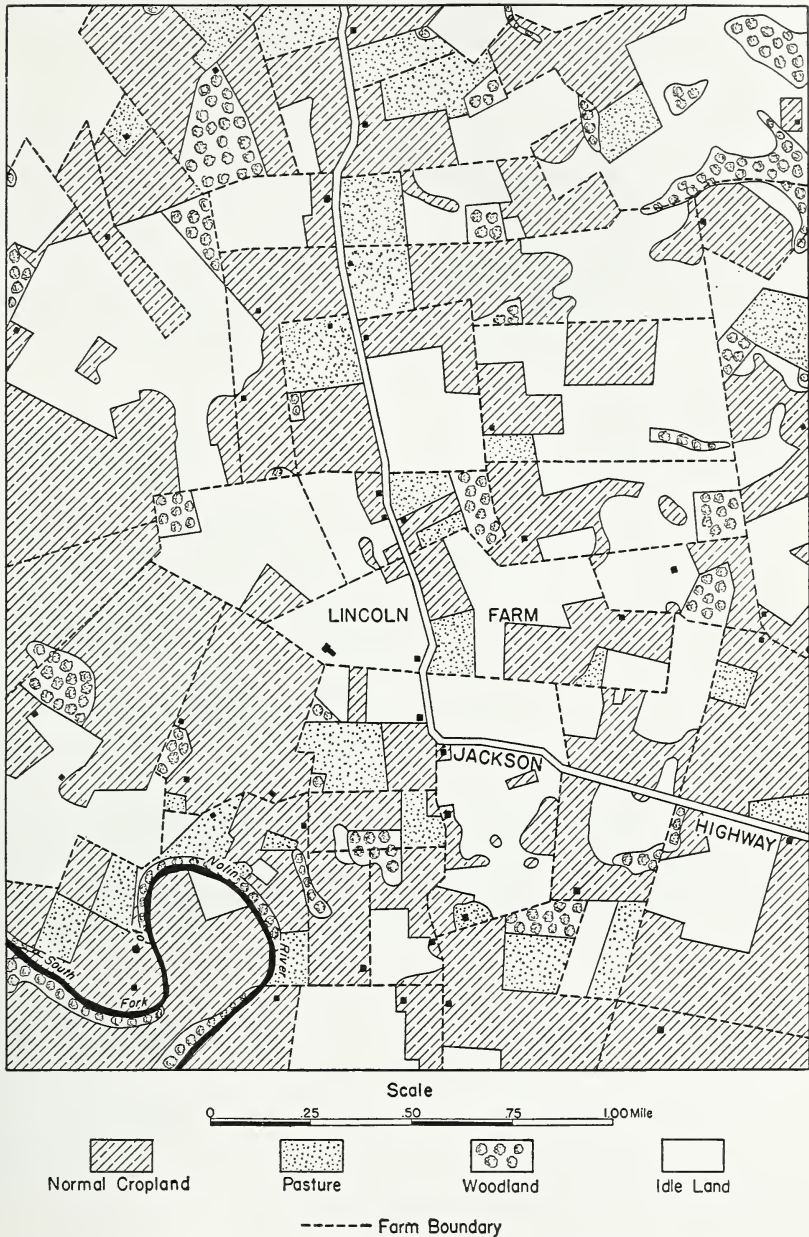 LINCOLN FARM
JACKSON
HIGHWAY
South
Fork
Nolin
River
Scale
0 .25 .50 .75 1.00 Mile
Normal Cropland Pasture Woodland Idle Land
Farm Boundary